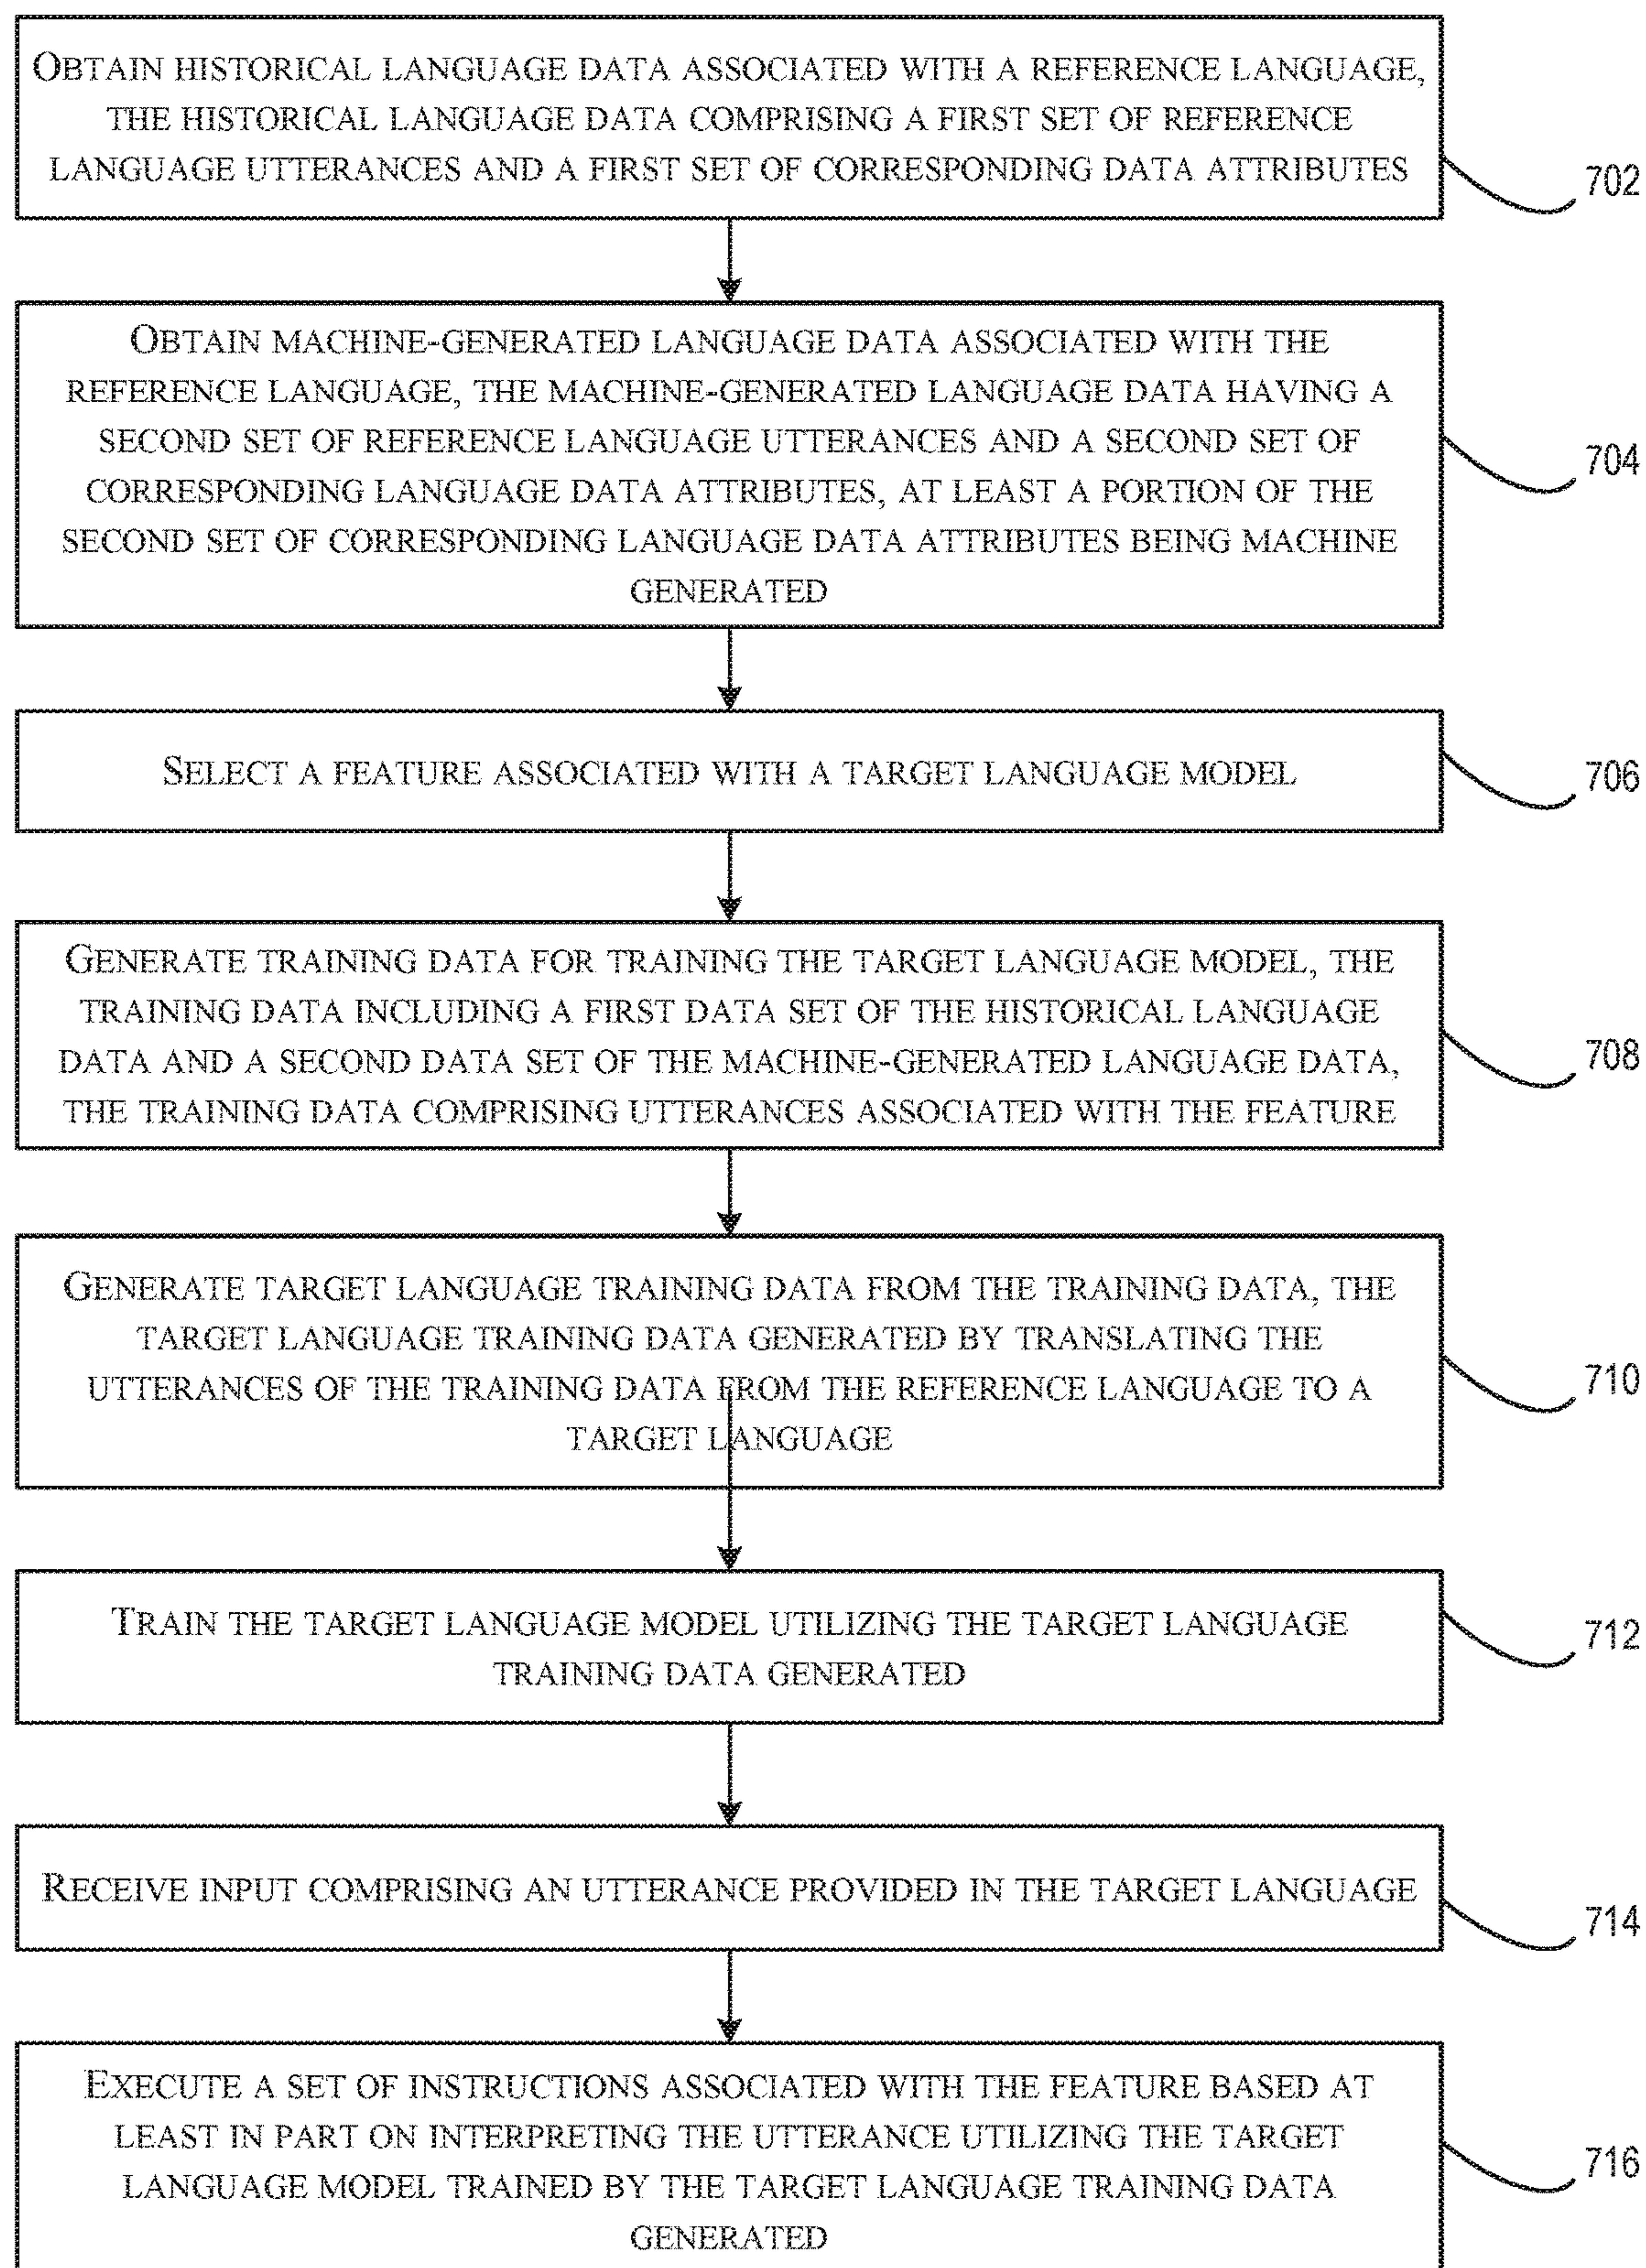 OBTAIN HISTORICAL LANGUAGE DATA ASSOCIATED WITH A REFERENCE LANGUAGE,
THE HISTORICAL LANGUAGE DATA COMPRISING A FIRST SET OF REFERENCE
LANGUAGE UTTERANCES AND A FIRST SET OF CORRESPONDING DATA ATTRIBUTES
702
OBTAIN MACHINE-GENERATED LANGUAGE DATA ASSOCIATED WITH THE
REFERENCE LANGUAGE, THE MACHINE-GENERATED LANGUAGE DATA HAVING A
SECOND SET OF REFERENCE LANGUAGE UTTERANCES AND A SECOND SET OF
CORRESPONDING LANGUAGE DATA ATTRIBUTES, AT LEAST A PORTION OF THE
SECOND SET OF CORRESPONDING LANGUAGE DATA ATTRIBUTES BEING MACHINE
GENERATED
704
SELECT A FEATURE ASSOCIATED WITH A TARGET LANGUAGE MODEL
706
GENERATE TRAINING DATA FOR TRAINING THE TARGET LANGUAGE MODEL, THE
TRAINING DATA INCLUDING A FIRST DATA SET OF THE HISTORICAL LANGUAGE
DATA AND A SECOND DATA SET OF THE MACHINE-GENERATED LANGUAGE DATA,
THE TRAINING DATA COMPRISING UTTERANCES ASSOCIATED WITH THE FEATURE
708
GENERATE TARGET LANGUAGE TRAINING DATA FROM THE TRAINING DATA, THE
TARGET LANGUAGE TRAINING DATA GENERATED BY TRANSLATING THE
UTTERANCES OF THE TRAINING DATA FROM THE REFERENCE LANGUAGE TO A
TARGET LANGUAGE
710
TRAIN THE TARGET LANGUAGE MODEL UTILIZING THE TARGET LANGUAGE
TRAINING DATA GENERATED
712
RECEIVE INPUT COMPRISING AN UTTERANCE PROVIDED IN THE TARGET LANGUAGE
714
EXECUTE A SET OF INSTRUCTIONS ASSOCIATED WITH THE FEATURE BASED AT
LEAST IN PART ON INTERPRETING THE UTTERANCE UTILIZING THE TARGET
LANGUAGE MODEL TRAINED BY THE TARGET LANGUAGE TRAINING DATA
GENERATED
716